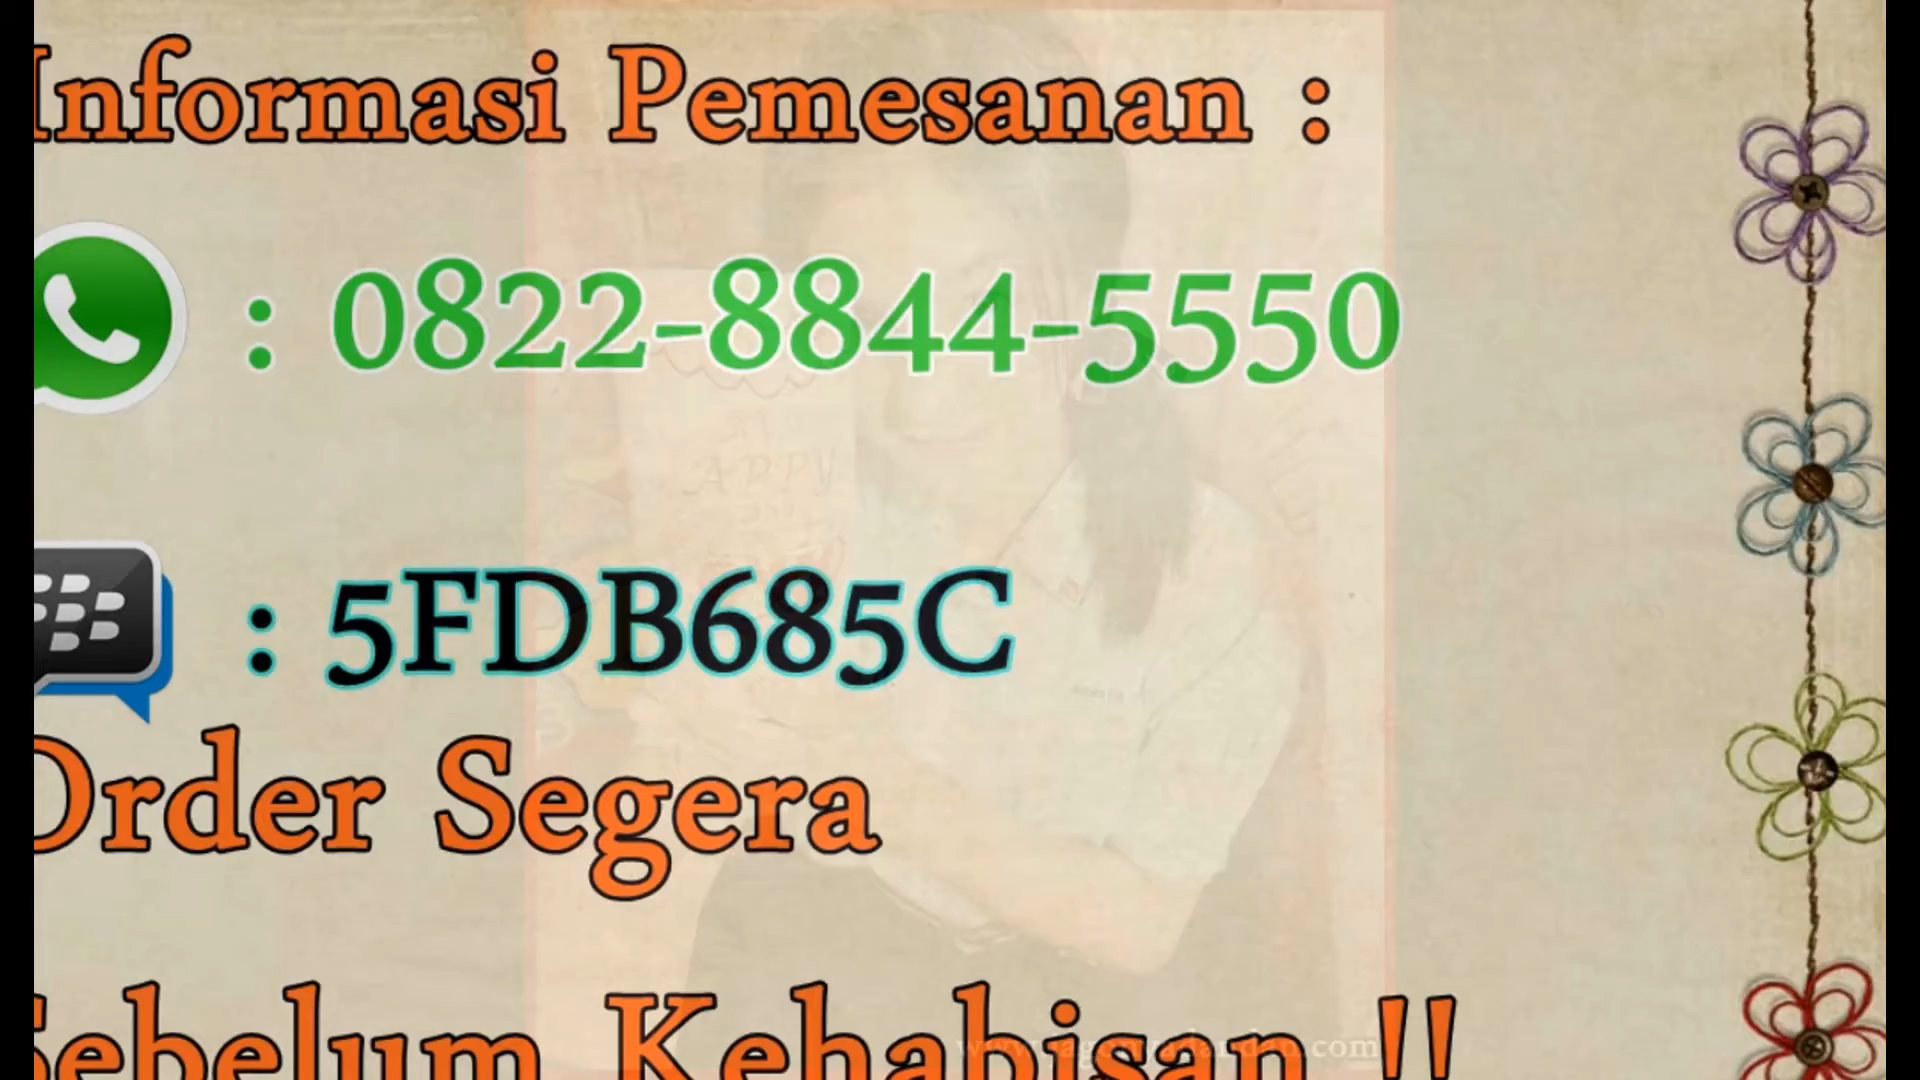 Informasi Pemesanan :
: 0822-8844-5550
: 5FDB685C
Order Segera
Sebelum Kehabisan !!